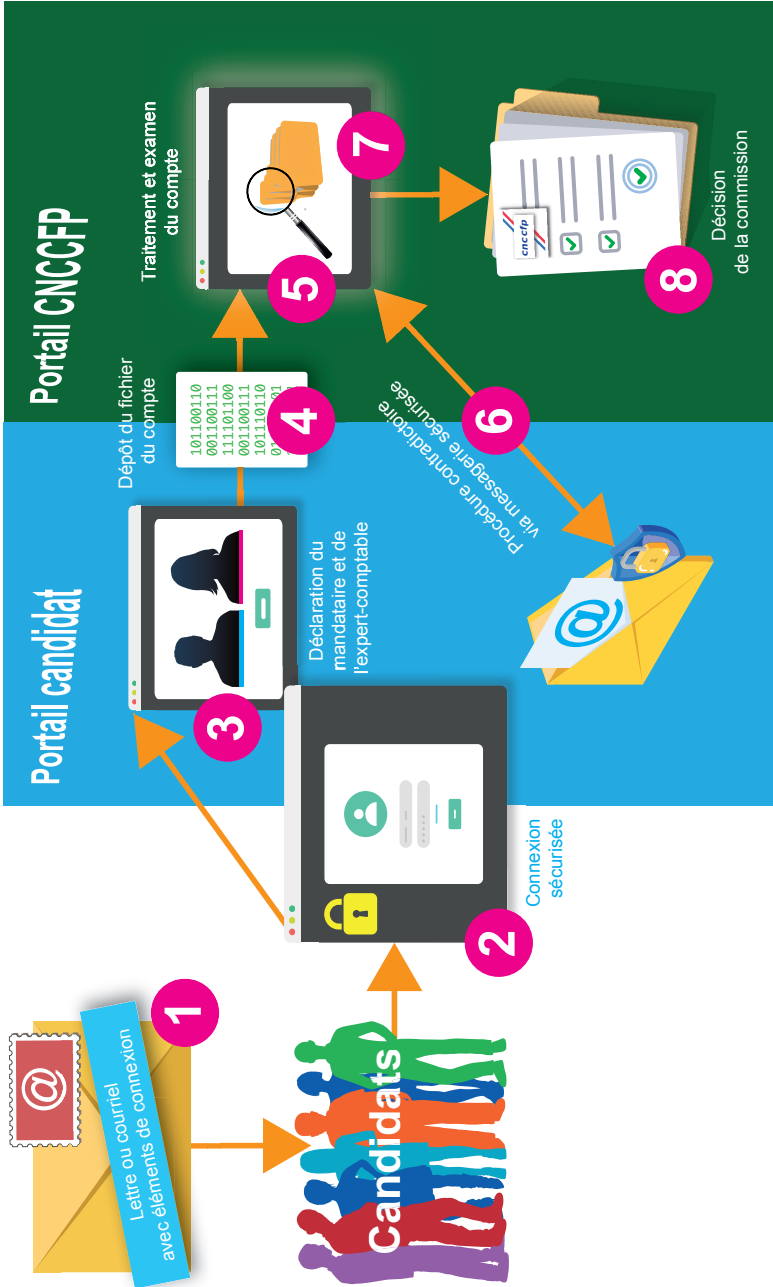 Portail candidat
Portail CNCCFP
@
Lettre ou courriel
avec éléments de connexion
1
Candidats
2
Connexion
sécurisée
3
Déclaration du
mandataire et de
l'expert-comptable
Dépôt du fichier
du compte
101100110
001100111
111101100
001100111
101110110
4
5
Traitement et examen
du compte
@
6
Procédure contradictoire
via messagerie sécurisée
7
cnccfp
8
Décision
de la commission